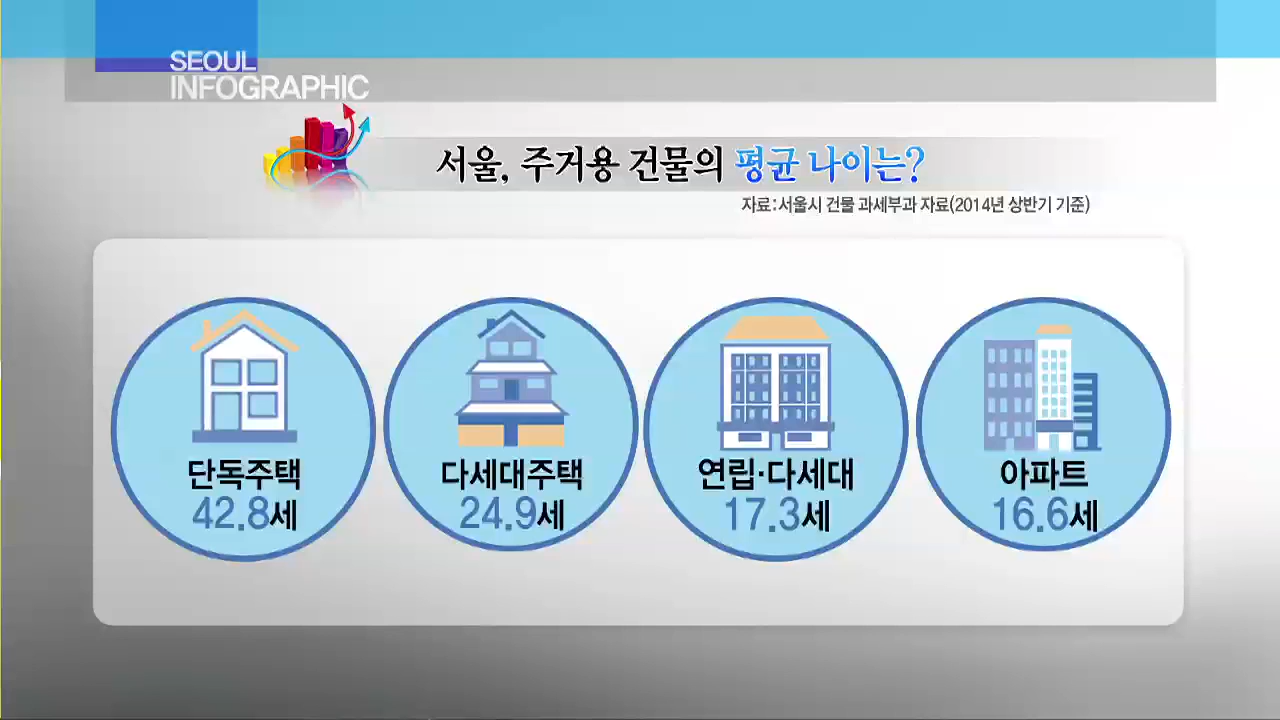 SEOUL
INFOGRAPHIC
서울, 주거용 건물의 평균 나이는?
자료:서울시 건물 과세부과 자료(2014년 상반기 기준)
단독주택
42.8세
다세대주택
24.9세
연립·다세대
17.3세
아파트
16.6세